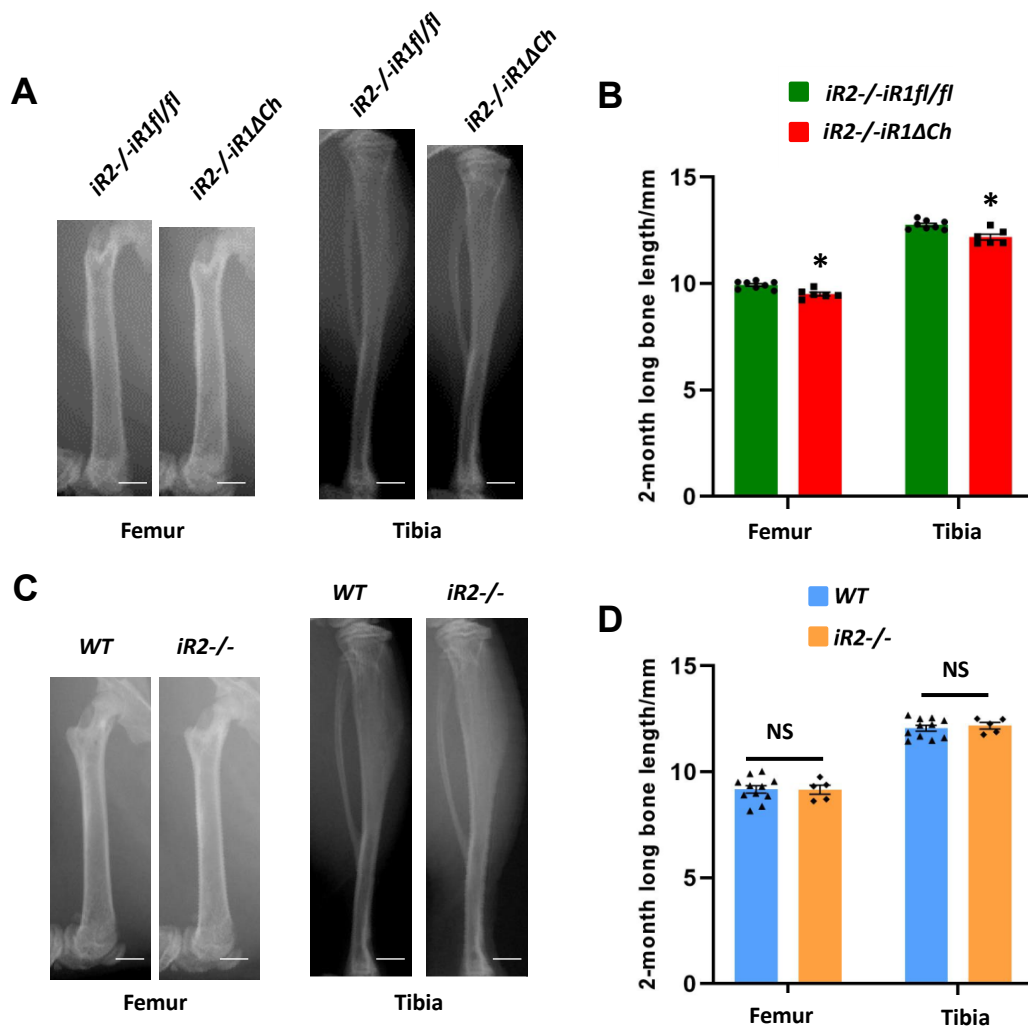 A
iR2-/-iR1fl/fl
iR2-/-iR1ΔCh
iR2-/-iR1fl/fl
iR2-/-iR1ΔCh
Femur
Tibia
B
iR2-/-iR1fl/fl
iR2-/-iR1ΔCh
2-month long bone length/mm
15
10
5
0
*
*
Femur
Tibia
C
WT
iR2-/-
WT
iR2-/-
Femur
Tibia
D
WT
iR2-/-
2-month long bone length/mm
15
10
5
0
NS
NS
Femur
Tibia